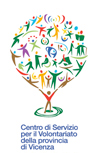 Centro di Servizio
per il Volontariato
della provincia
di Vicenza